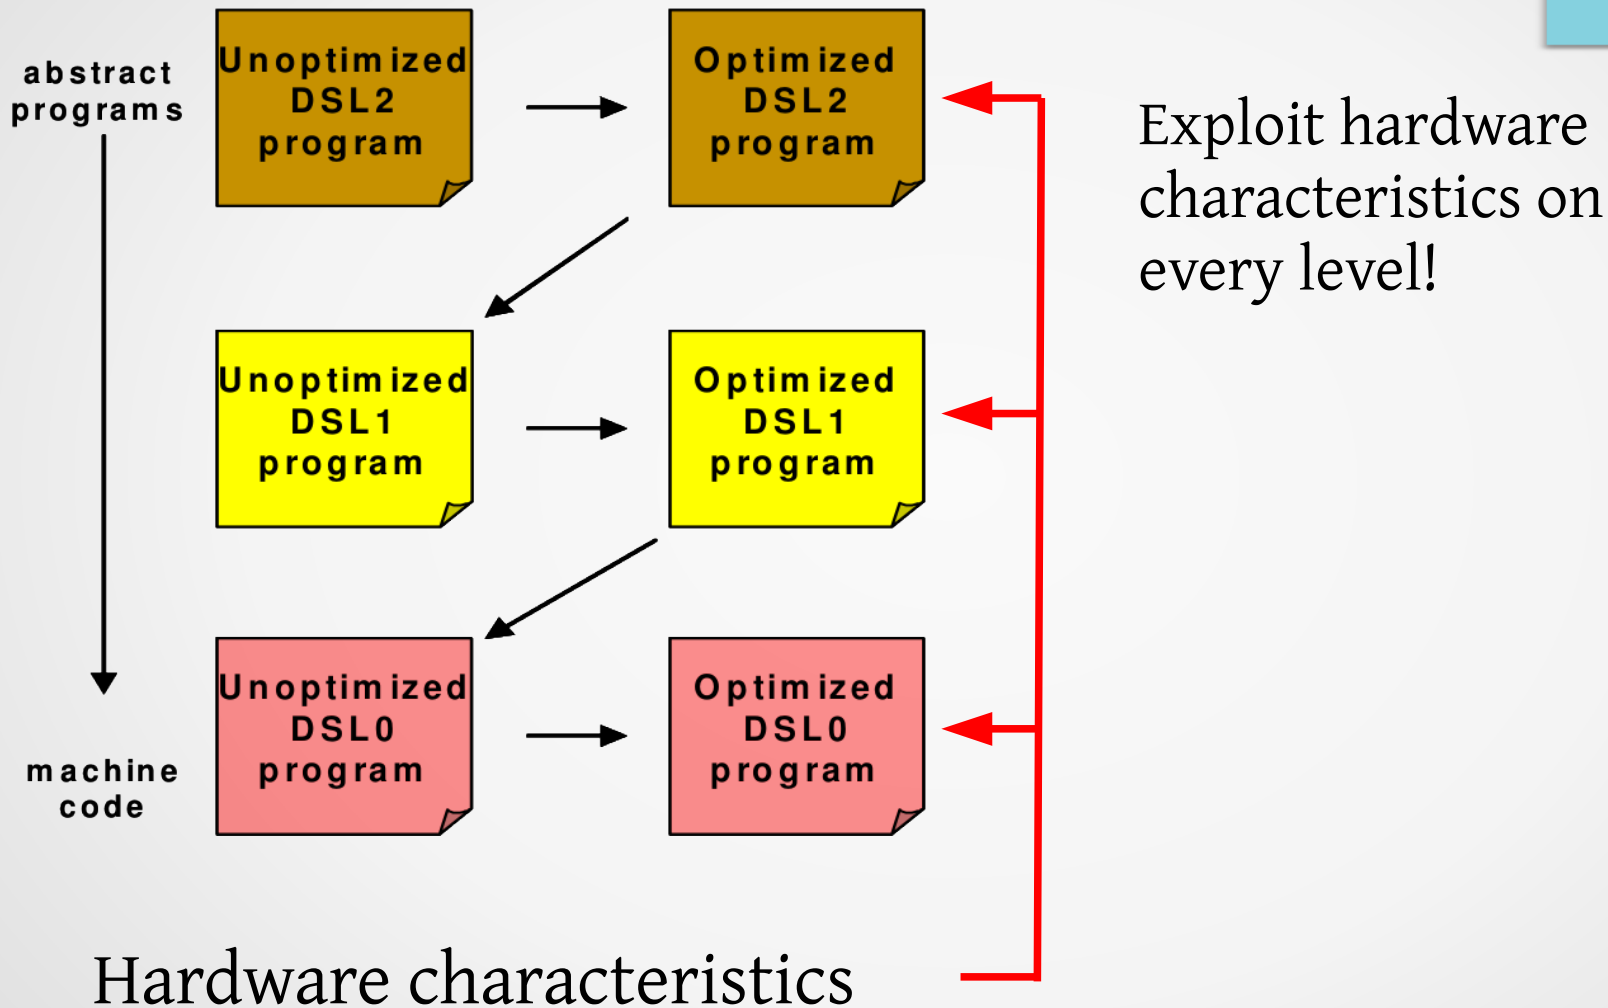 abstract
programs
Unoptimized
DSL2
program
Optimized
DSL2
program
Exploit hardware
characteristics on
every level!
Unoptimized
DSL1
program
Optimized
DSL1
program
Unoptimized
DSL0
program
Optimized
DSL0
program
machine
code
Hardware characteristics